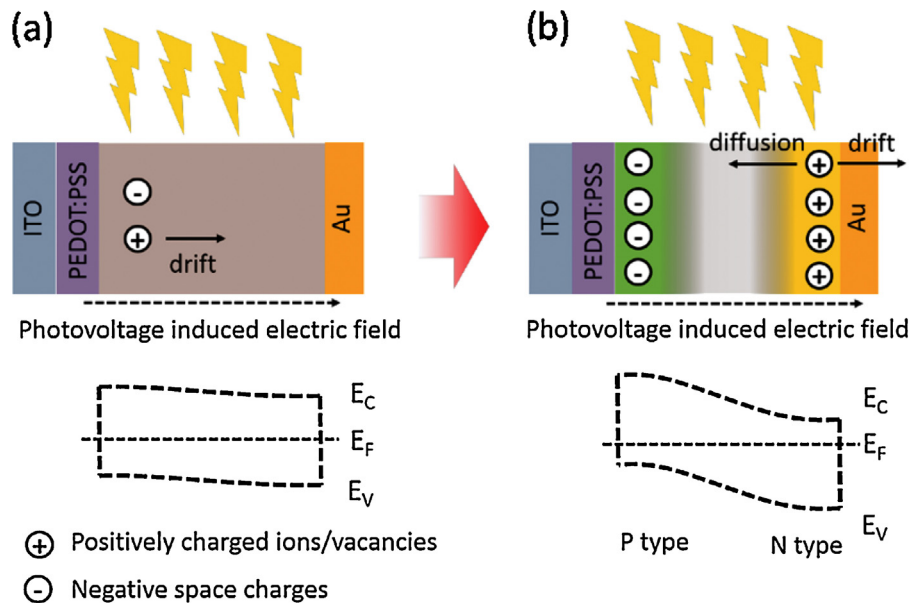 (a)
ITO
PEDOT:PSS
-
+
drift
Au
Photovoltage induced electric field
E_C
E_F
E_V
+ Positively charged ions/vacancies
- Negative space charges
(b)
diffusion
drift
ITO
PEDOT:PSS
-
-
-
-
+
+
+
+
Au
Photovoltage induced electric field
E_C
E_F
E_V
P type
N type